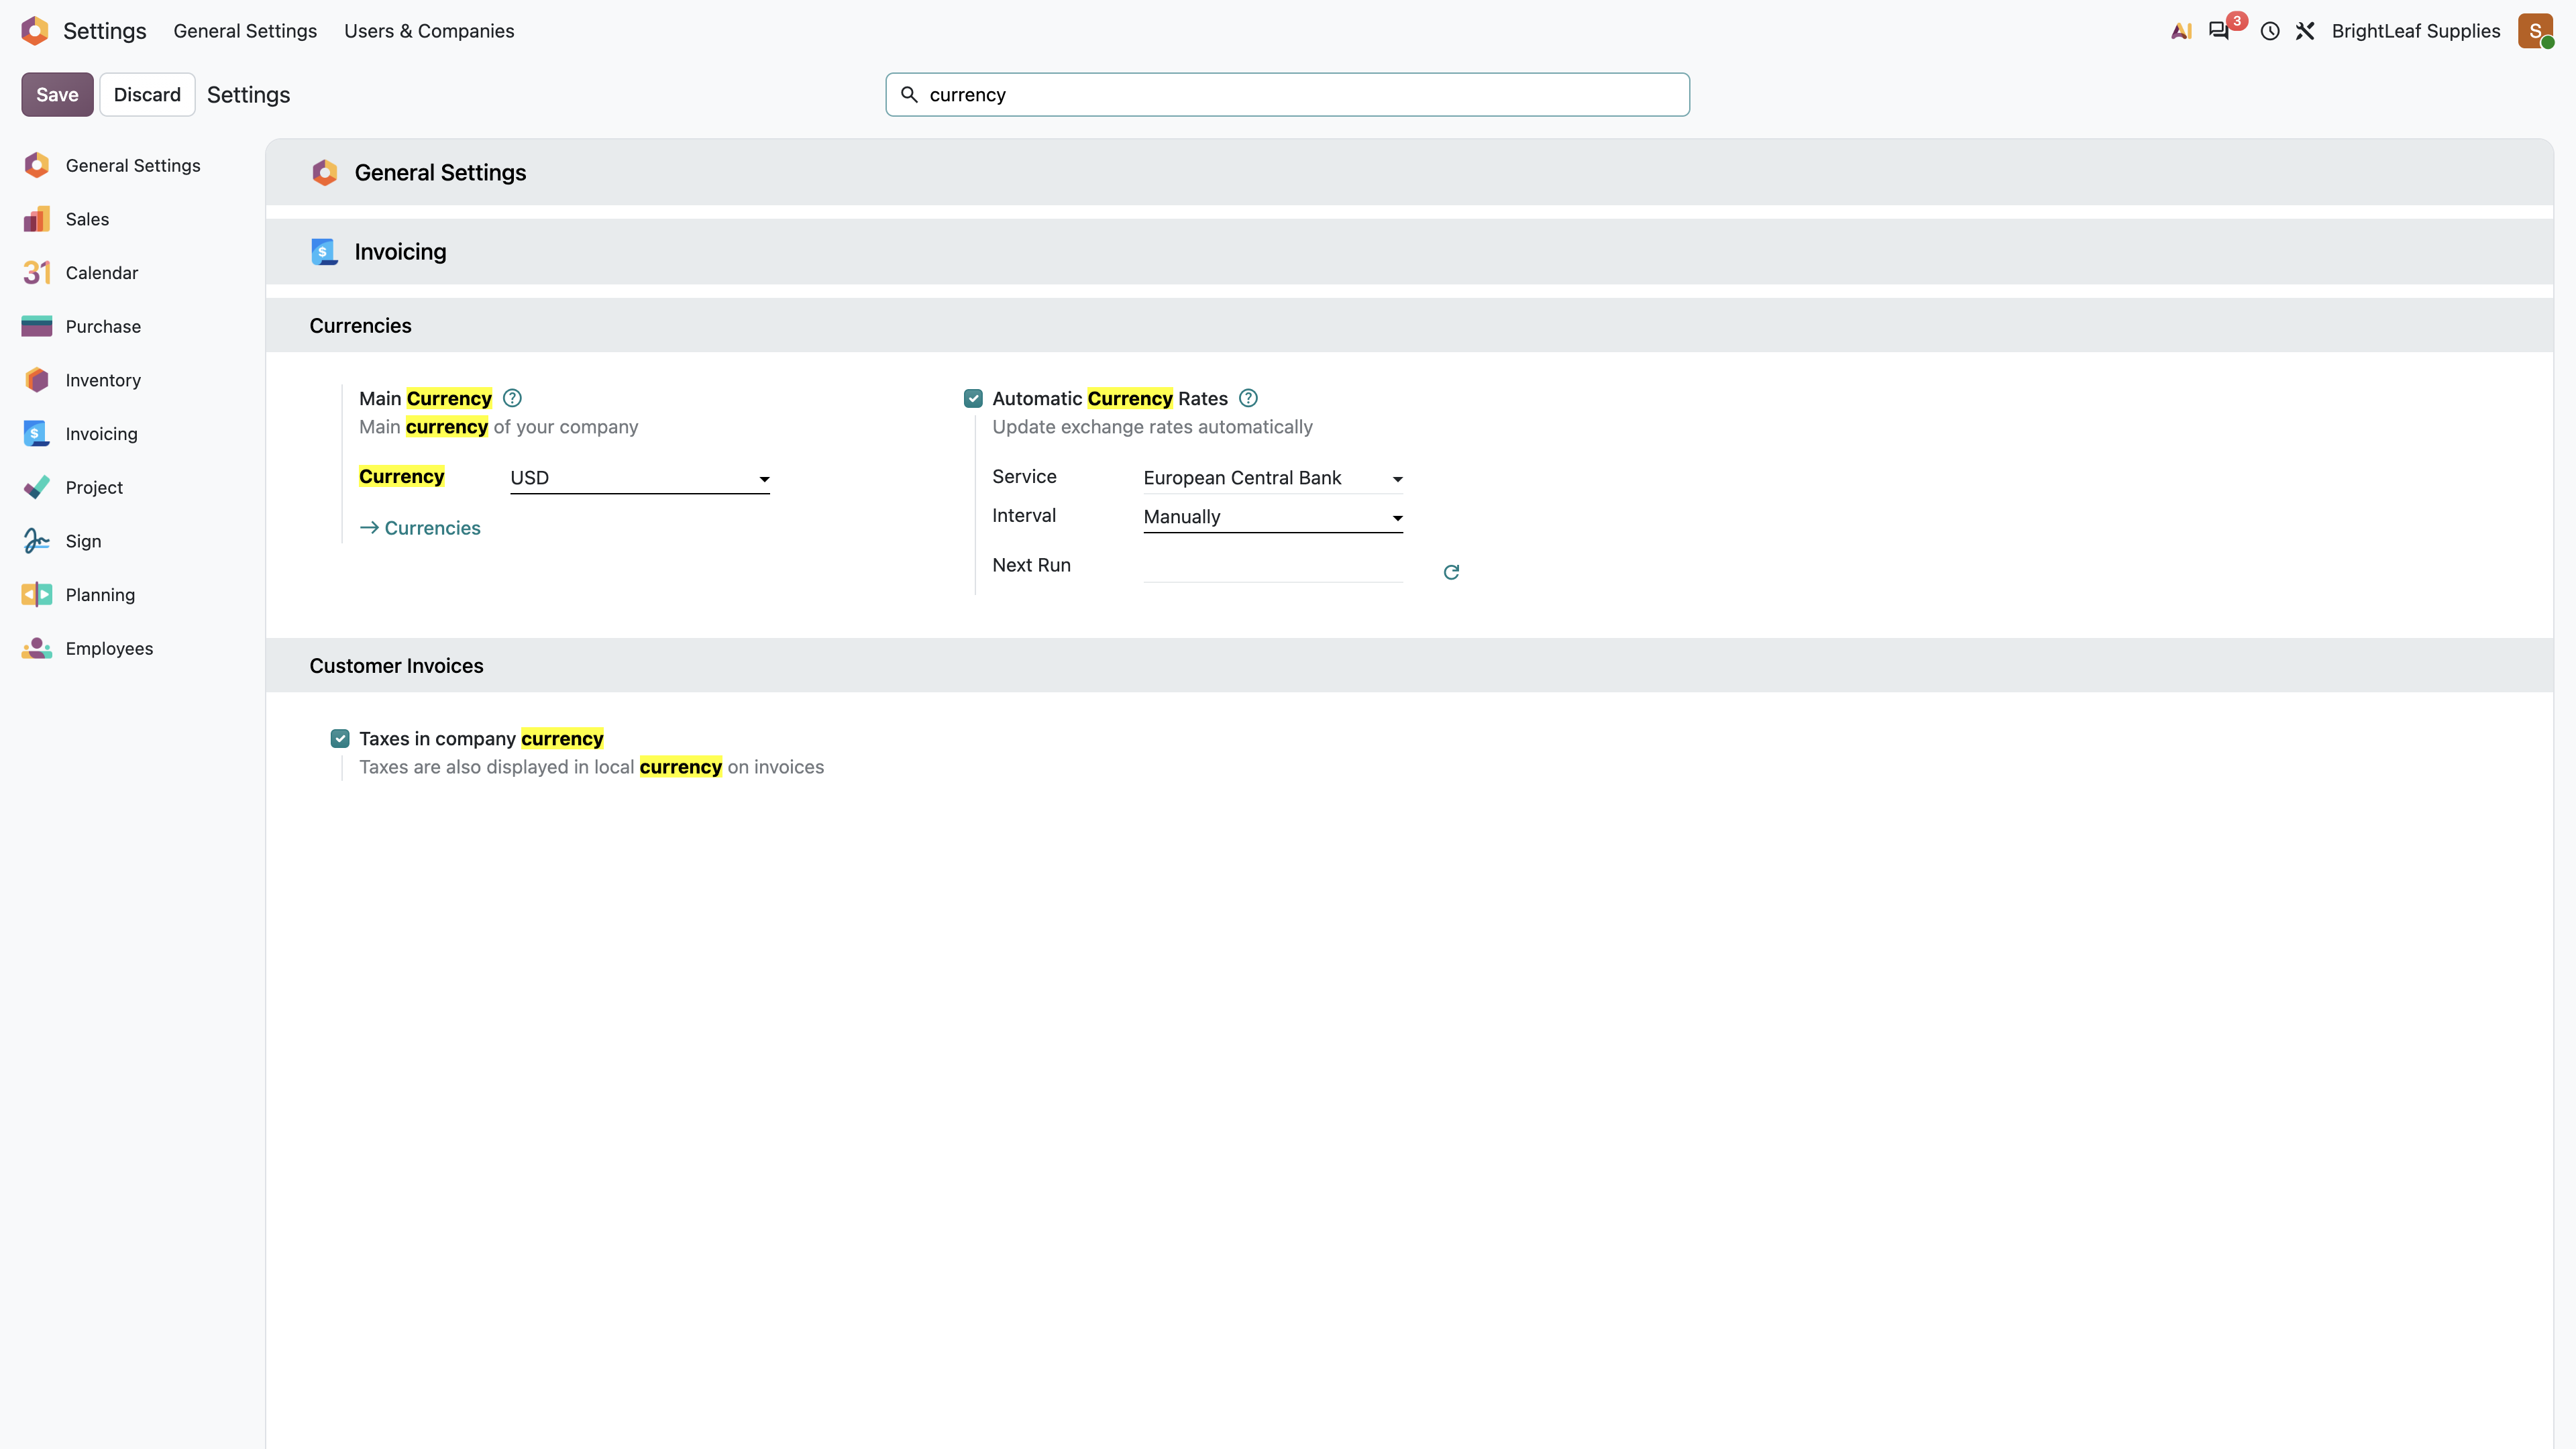 Settings General Settings Users & Companies AI 3 BrightLeaf Supplies S
Save Discard Settings currency
General Settings
Sales
31 Calendar
Purchase
Inventory
$ Invoicing
Project
Sign
Planning
Employees
General Settings
$ Invoicing
Currencies
Main Currency ?
Main currency of your company
Currency USD
→ Currencies
Automatic Currency Rates ?
Update exchange rates automatically
Service European Central Bank
Interval Manually
Next Run
Customer Invoices
Taxes in company currency
Taxes are also displayed in local currency on invoices